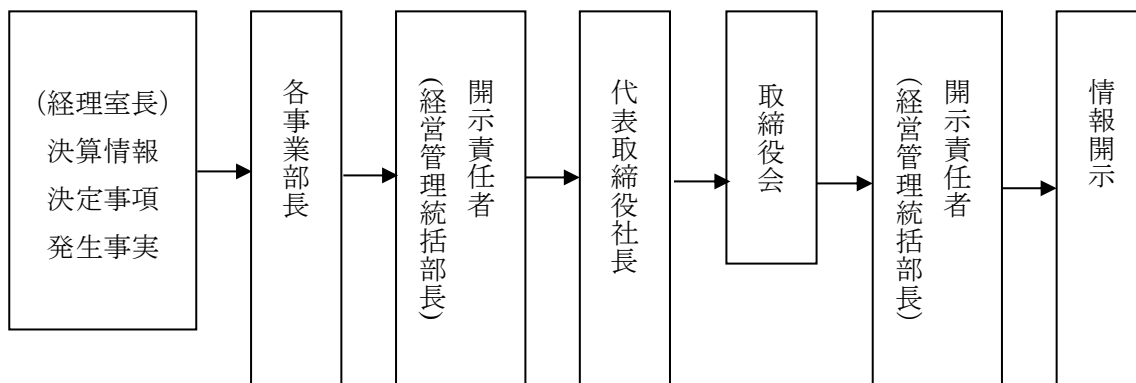 (経理室長)
決算情報
決定事項
発生事実
各事業部長
開示責任者
(経営管理統括部長)
代表取締役社長
取締役会
開示責任者
(経営管理統括部長)
情報開示